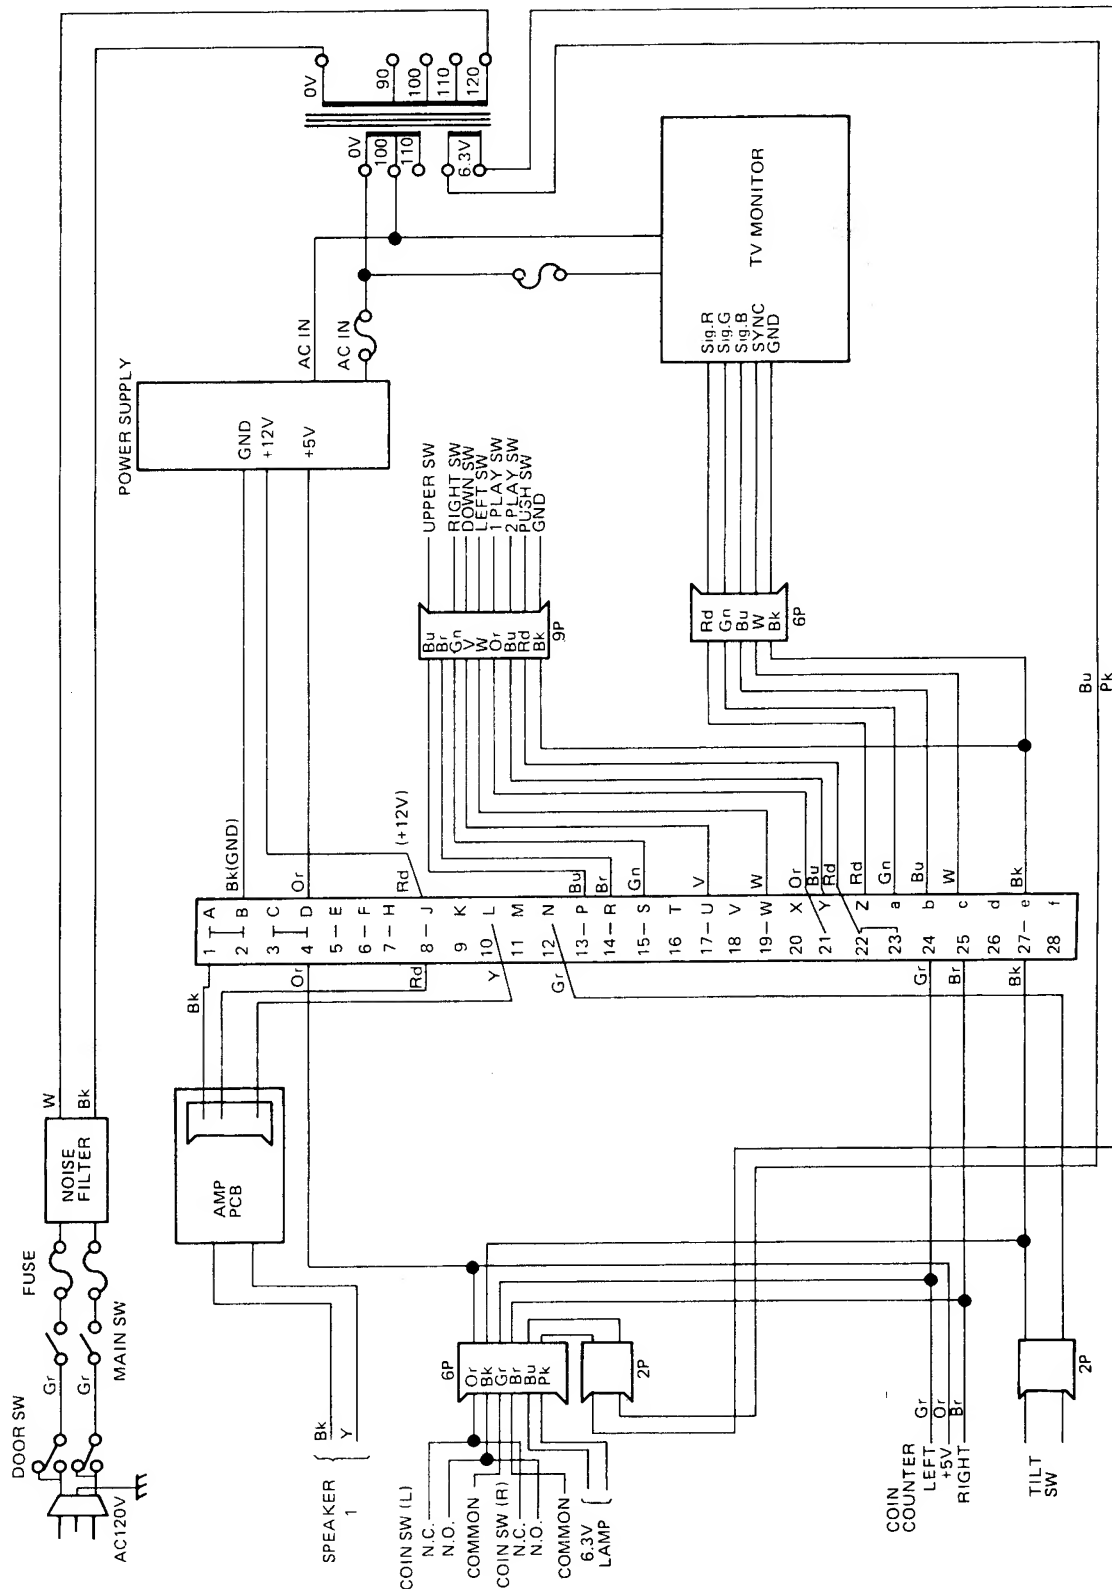 AC120V
DOOR SW
Gr
Gr
MAIN SW
FUSE
NOISE
FILTER
W
Bk
0V
90
100
110
120
0V
100
110
6.3V
POWER SUPPLY
GND
+12V
+5V
AC IN
AC IN
TV MONITOR
Sig.R
Sig.G
Sig.B
SYNC
GND
UPPER SW
RIGHT SW
DOWN SW
LEFT SW
1 PLAY SW
2 PLAY SW
PUSH SW
GND
Bu
Br
Gn
V
W
Or
Bu
Rd
Bk
9P
Rd
Gn
Bu
W
Bk
6P
Bu
Pk
Bk(GND)
Or
Rd
(+12V)
Bu
Br
Gn
V
W
Or
Bu
Rd
Rd
Gn
Bu
W
Bk
1 A
2 B
3 C
4 D
5 – E
6 – F
7 – H
8 – J
9 K
10 L
11 M
12 N
13 – P
14 – R
15 – S
16 T
17 – U
18 V
19 – W
20 X
21 Y
22 Z
23 a
24 b
25 c
26 d
27 – e
28 f
Bk
Or
Rd
Y
Gr
Gr
Br
Bk
AMP
PCB
SPEAKER
1
Bk
Y
6P
Or
Bk
Gr
Br
Bu
Pk
2P
COIN SW (L)
N.C.
N.O.
COMMON
COIN SW (R)
N.C.
N.O.
COMMON
6.3V
LAMP
COIN
COUNTER
LEFT
+5V
RIGHT
Gr
Or
Br
TILT
SW
2P